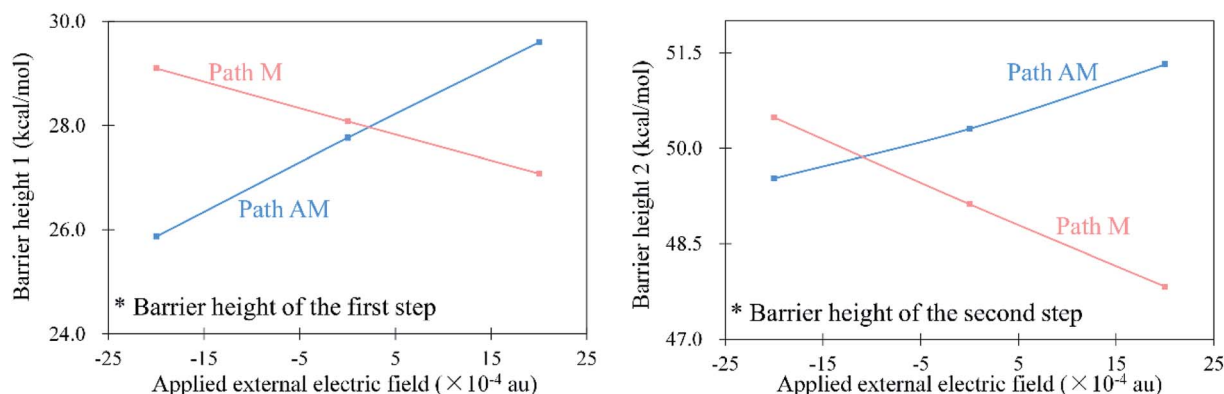 Barrier height 1 (kcal/mol)
30.0
28.0
26.0
24.0
Path M
Path AM
* Barrier height of the first step
-25 -15 -5 5 15 25
Applied external electric field (×10⁻⁴ au)
Barrier height 2 (kcal/mol)
51.5
50.0
48.5
47.0
Path AM
Path M
* Barrier height of the second step
-25 -15 -5 5 15 25
Applied external electric field (×10⁻⁴ au)